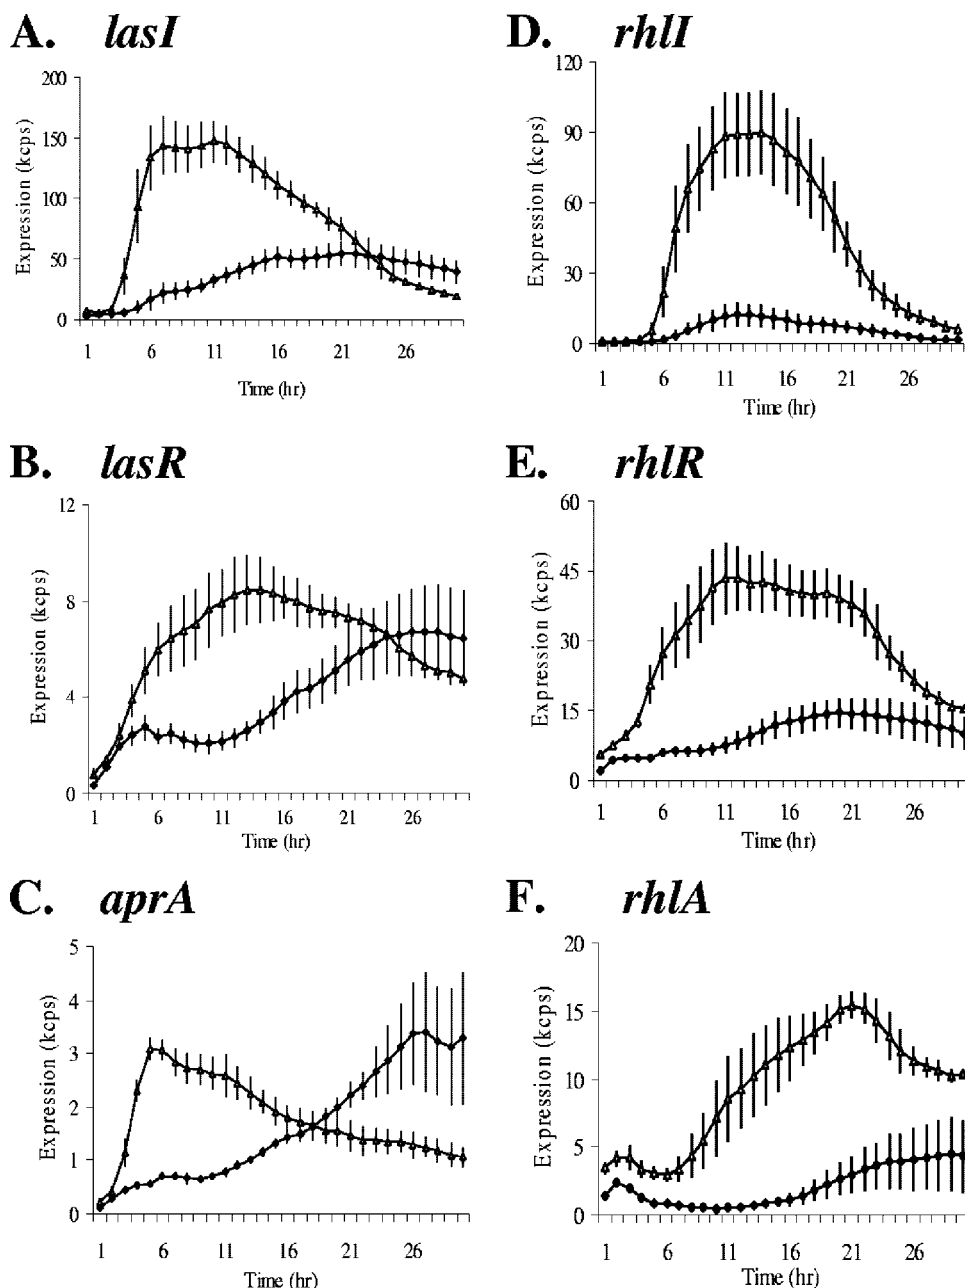 A. lasI
200
150
100
50
0
Expression (kcps)
1 6 11 16 21 26
Time (hr)
D. rhlI
120
90
60
30
0
Expression (kcps)
1 6 11 16 21 26
Time (hr)
B. lasR
12
8
4
0
Expression (kcps)
1 6 11 16 21 26
Time (hr)
E. rhlR
60
45
30
15
0
Expression (kcps)
1 6 11 16 21 26
Time (hr)
C. aprA
5
4
3
2
1
0
Expression (kcps)
1 6 11 16 21 26
Time (hr)
F. rhlA
20
15
10
5
0
Expression (kcps)
1 6 11 16 21 26
Time (hr)